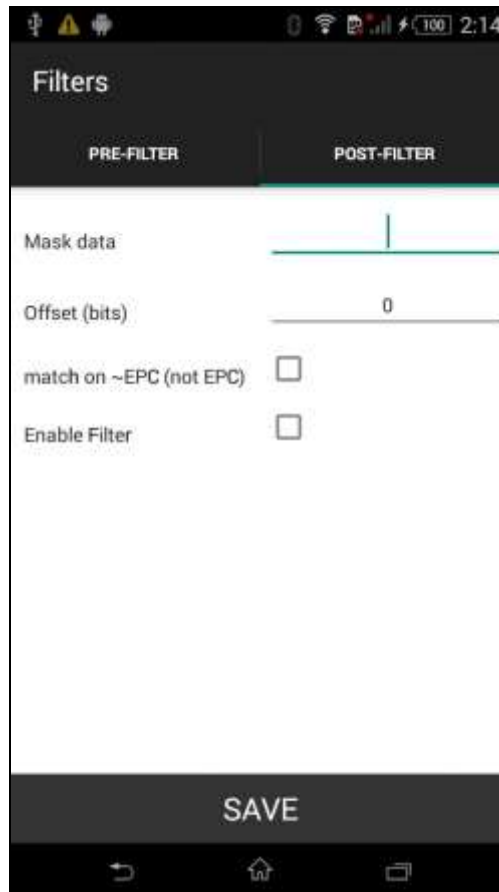 100 2:14
Filters
PRE-FILTER POST-FILTER
Mask data
Offset (bits) 0
match on ~EPC (not EPC)
Enable Filter
SAVE